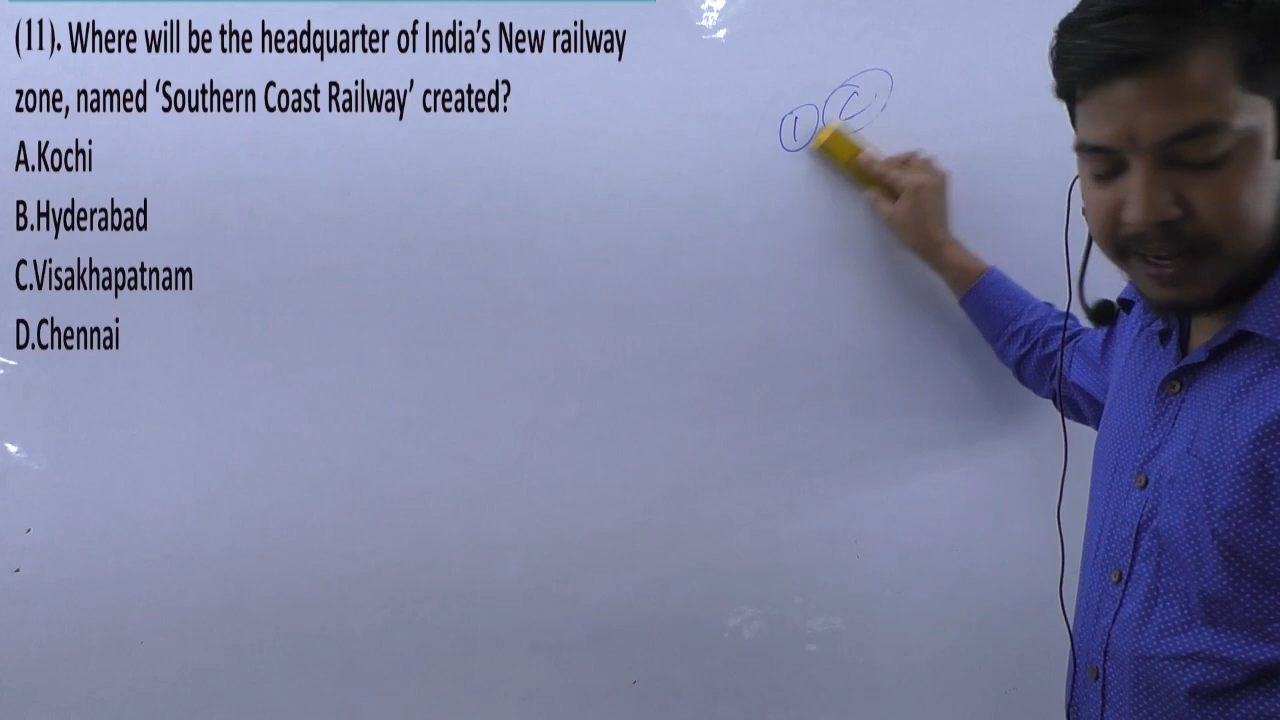 (11). Where will be the headquarter of India’s New railway
zone, named ‘Southern Coast Railway’ created?
A.Kochi
B.Hyderabad
C.Visakhapatnam
D.Chennai
1 C